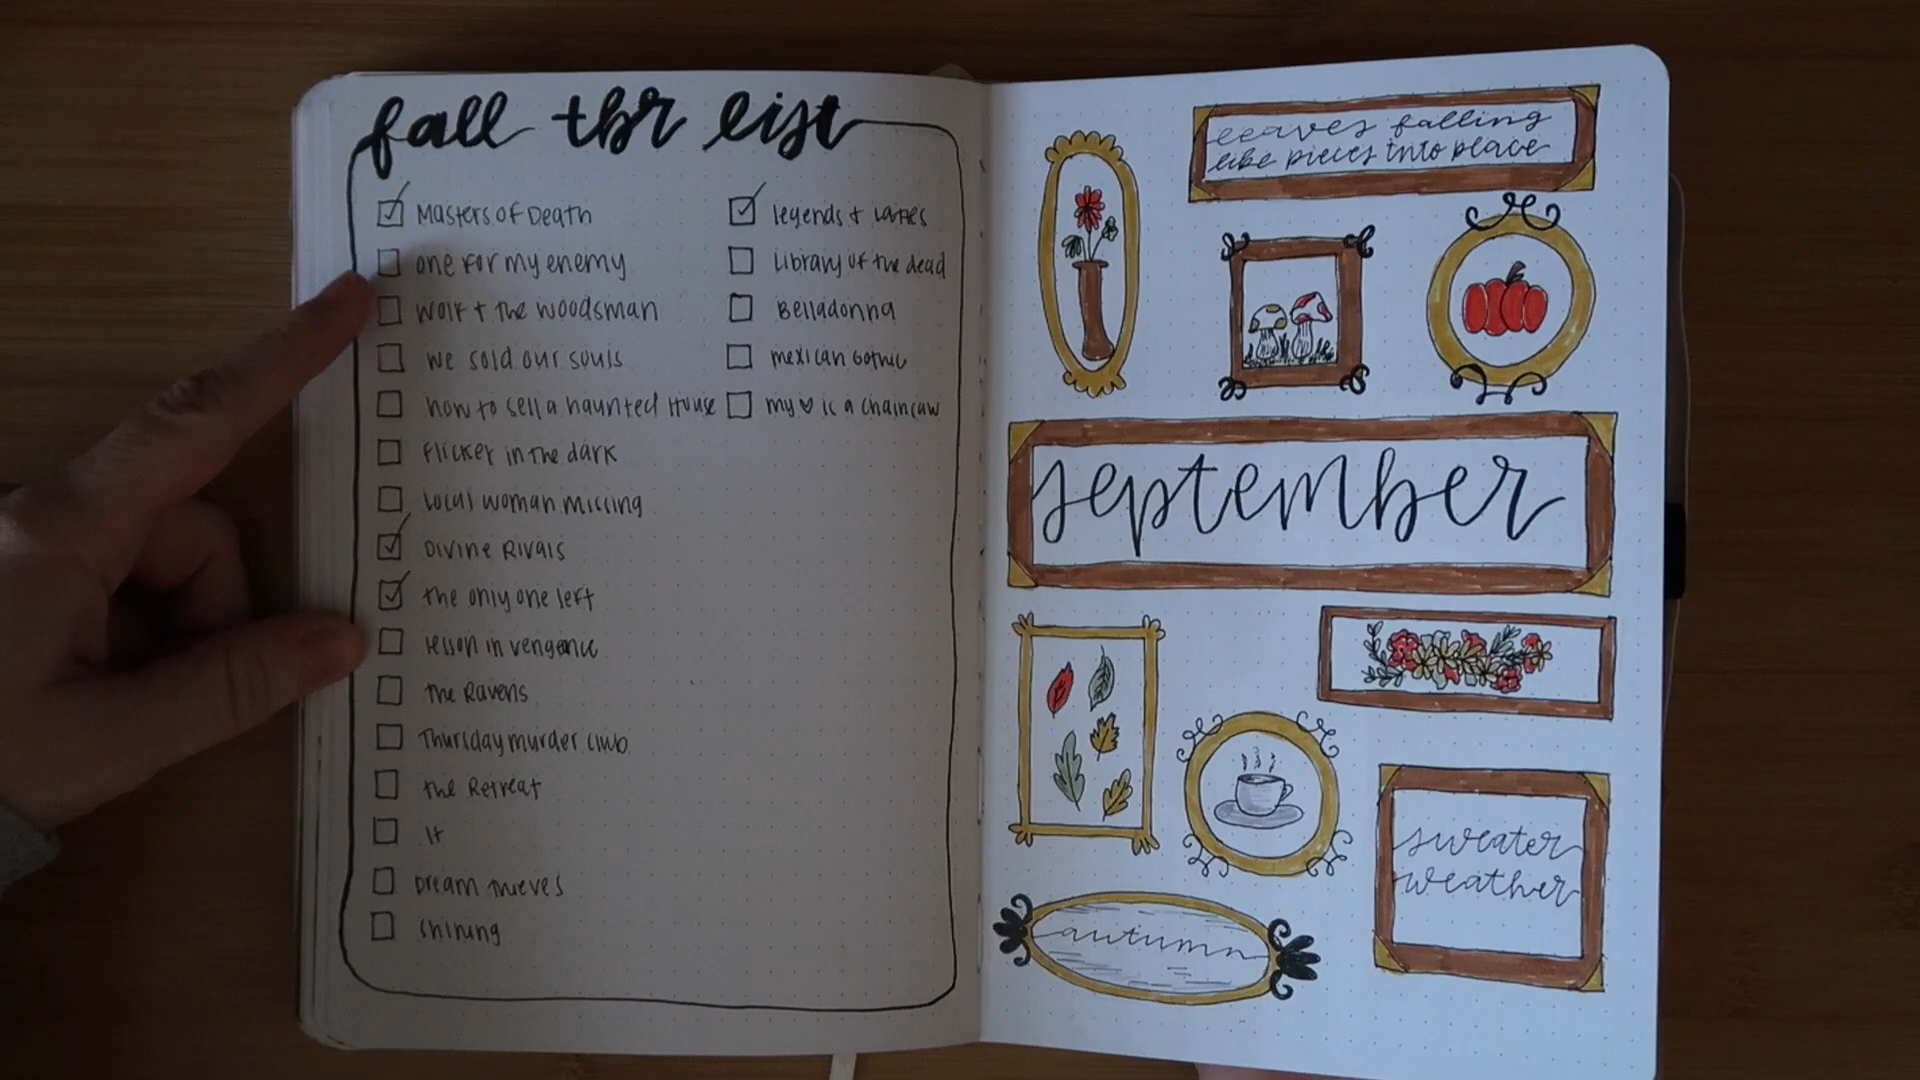 fall tbr list
Masters of Death
one for my enemy
Wolf + the Woodsman
we sold our souls
how to sell a haunted House
Flicker in the dark
Local woman missing
Divine Rivals
the only one left
lesson in vengence
the Ravens
Thursday murder club
the Retreat
It
Dream Thieves
Shining
legends + Lattes
Library of the dead
Belladonna
mexican Gothic
my ♡ is a chainsaw
leaves falling
like pieces into place
september
sweater
weather
autumn